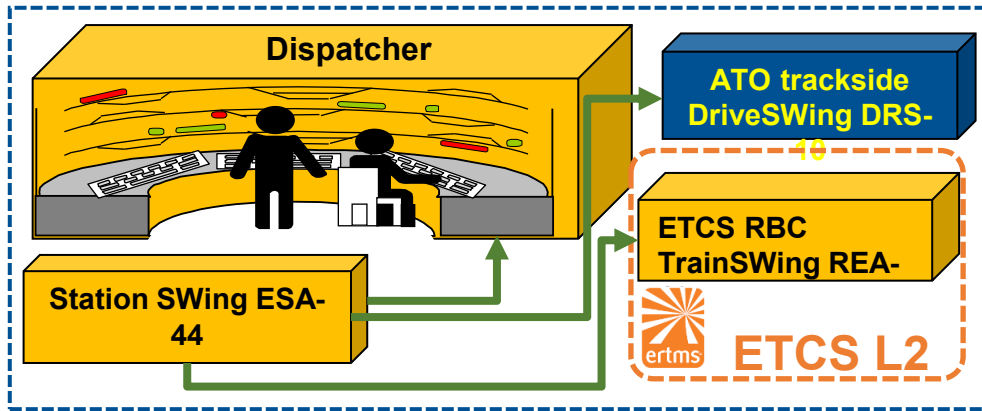 Dispatcher
ATO trackside
DriveSWing DRS-
10
ETCS RBC
TrainSWing REA-
Station SWing ESA-
44
ertms
ETCS L2